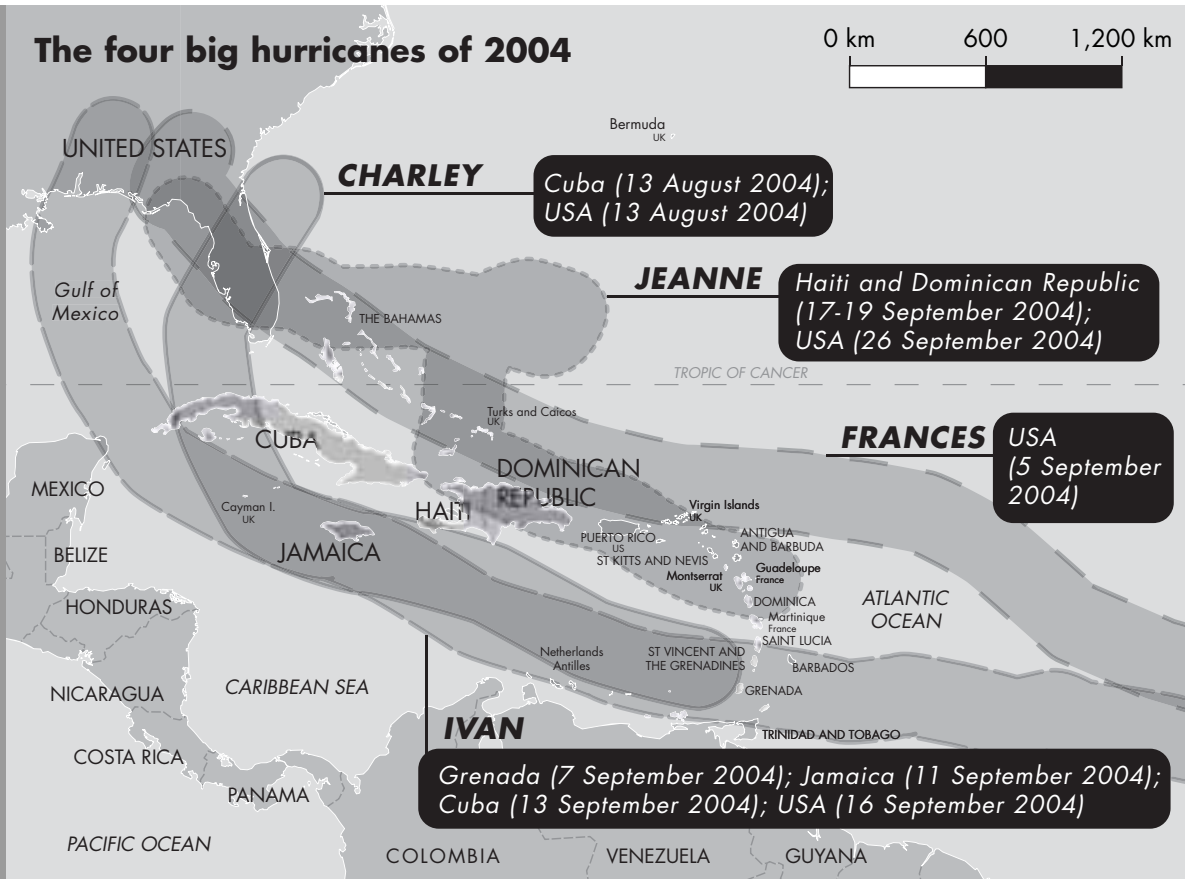 The four big hurricanes of 2004
0 km 600 1,200 km
Bermuda
UK
UNITED STATES
CHARLEY
Cuba (13 August 2004);
USA (13 August 2004)
JEANNE
Haiti and Dominican Republic
(17-19 September 2004);
USA (26 September 2004)
Gulf of
Mexico
THE BAHAMAS
TROPIC OF CANCER
Turks and Caicos
UK
FRANCES
USA
(5 September
2004)
CUBA
DOMINICAN
REPUBLIC
MEXICO
Cayman I.
UK
HAITI
Virgin Islands
UK
PUERTO RICO
US
ANTIGUA
AND BARBUDA
JAMAICA
BELIZE
ST KITTS AND NEVIS
Montserrat
UK
Guadeloupe
France
HONDURAS
DOMINICA
ATLANTIC
OCEAN
Martinique
France
SAINT LUCIA
Netherlands
Antilles
ST VINCENT AND
THE GRENADINES
BARBADOS
NICARAGUA
CARIBBEAN SEA
GRENADA
IVAN
TRINIDAD AND TOBAGO
COSTA RICA
Grenada (7 September 2004); Jamaica (11 September 2004);
Cuba (13 September 2004); USA (16 September 2004)
PANAMA
PACIFIC OCEAN
COLOMBIA
VENEZUELA
GUYANA